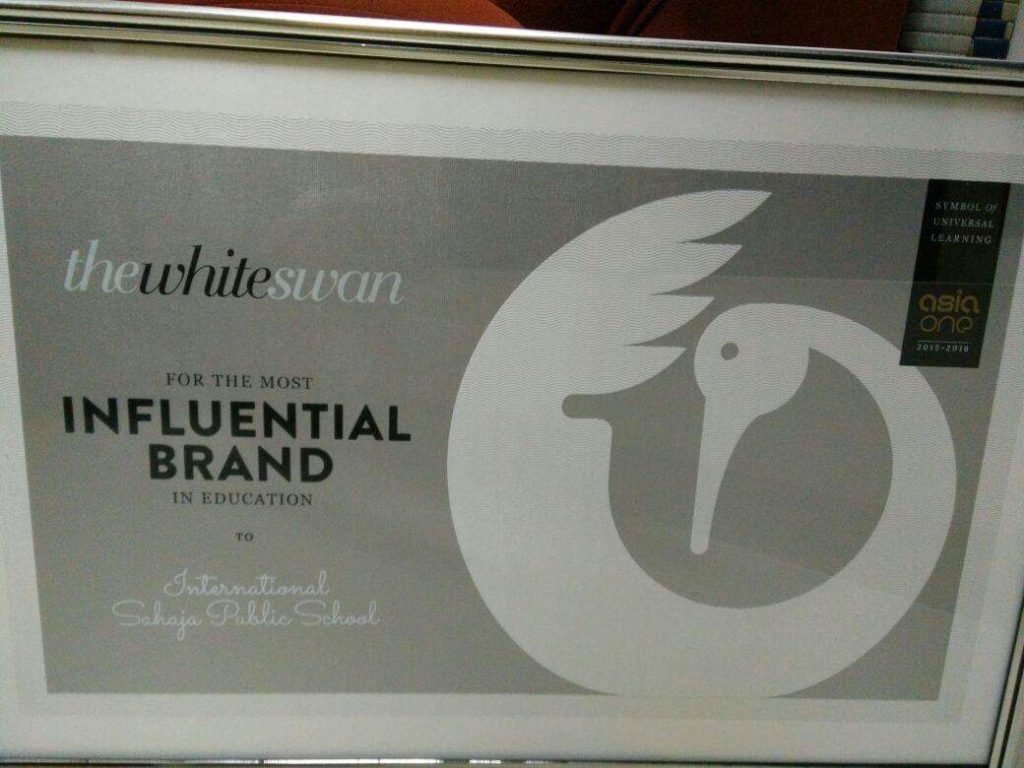 SYMBOL of
UNIVERSAL
LEARNING
asia
one
2015-2016
thewhiteswan
FOR THE MOST
INFLUENTIAL
BRAND
IN EDUCATION
TO
International
Sahaja Public School